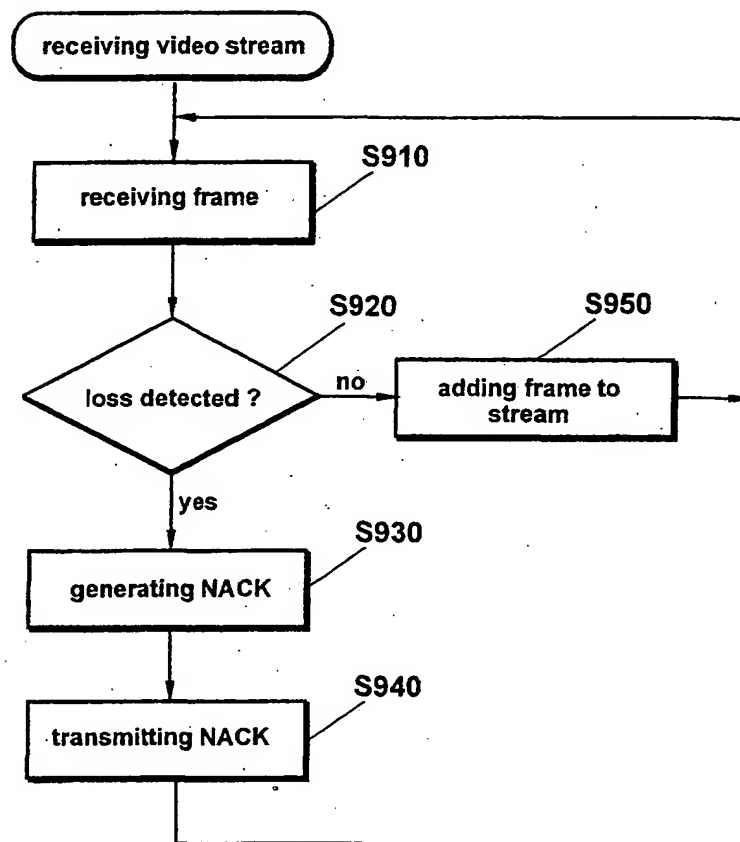 receiving video stream
S910
receiving frame
S920
loss detected ?
no
S950
adding frame to
stream
yes
S930
generating NACK
S940
transmitting NACK